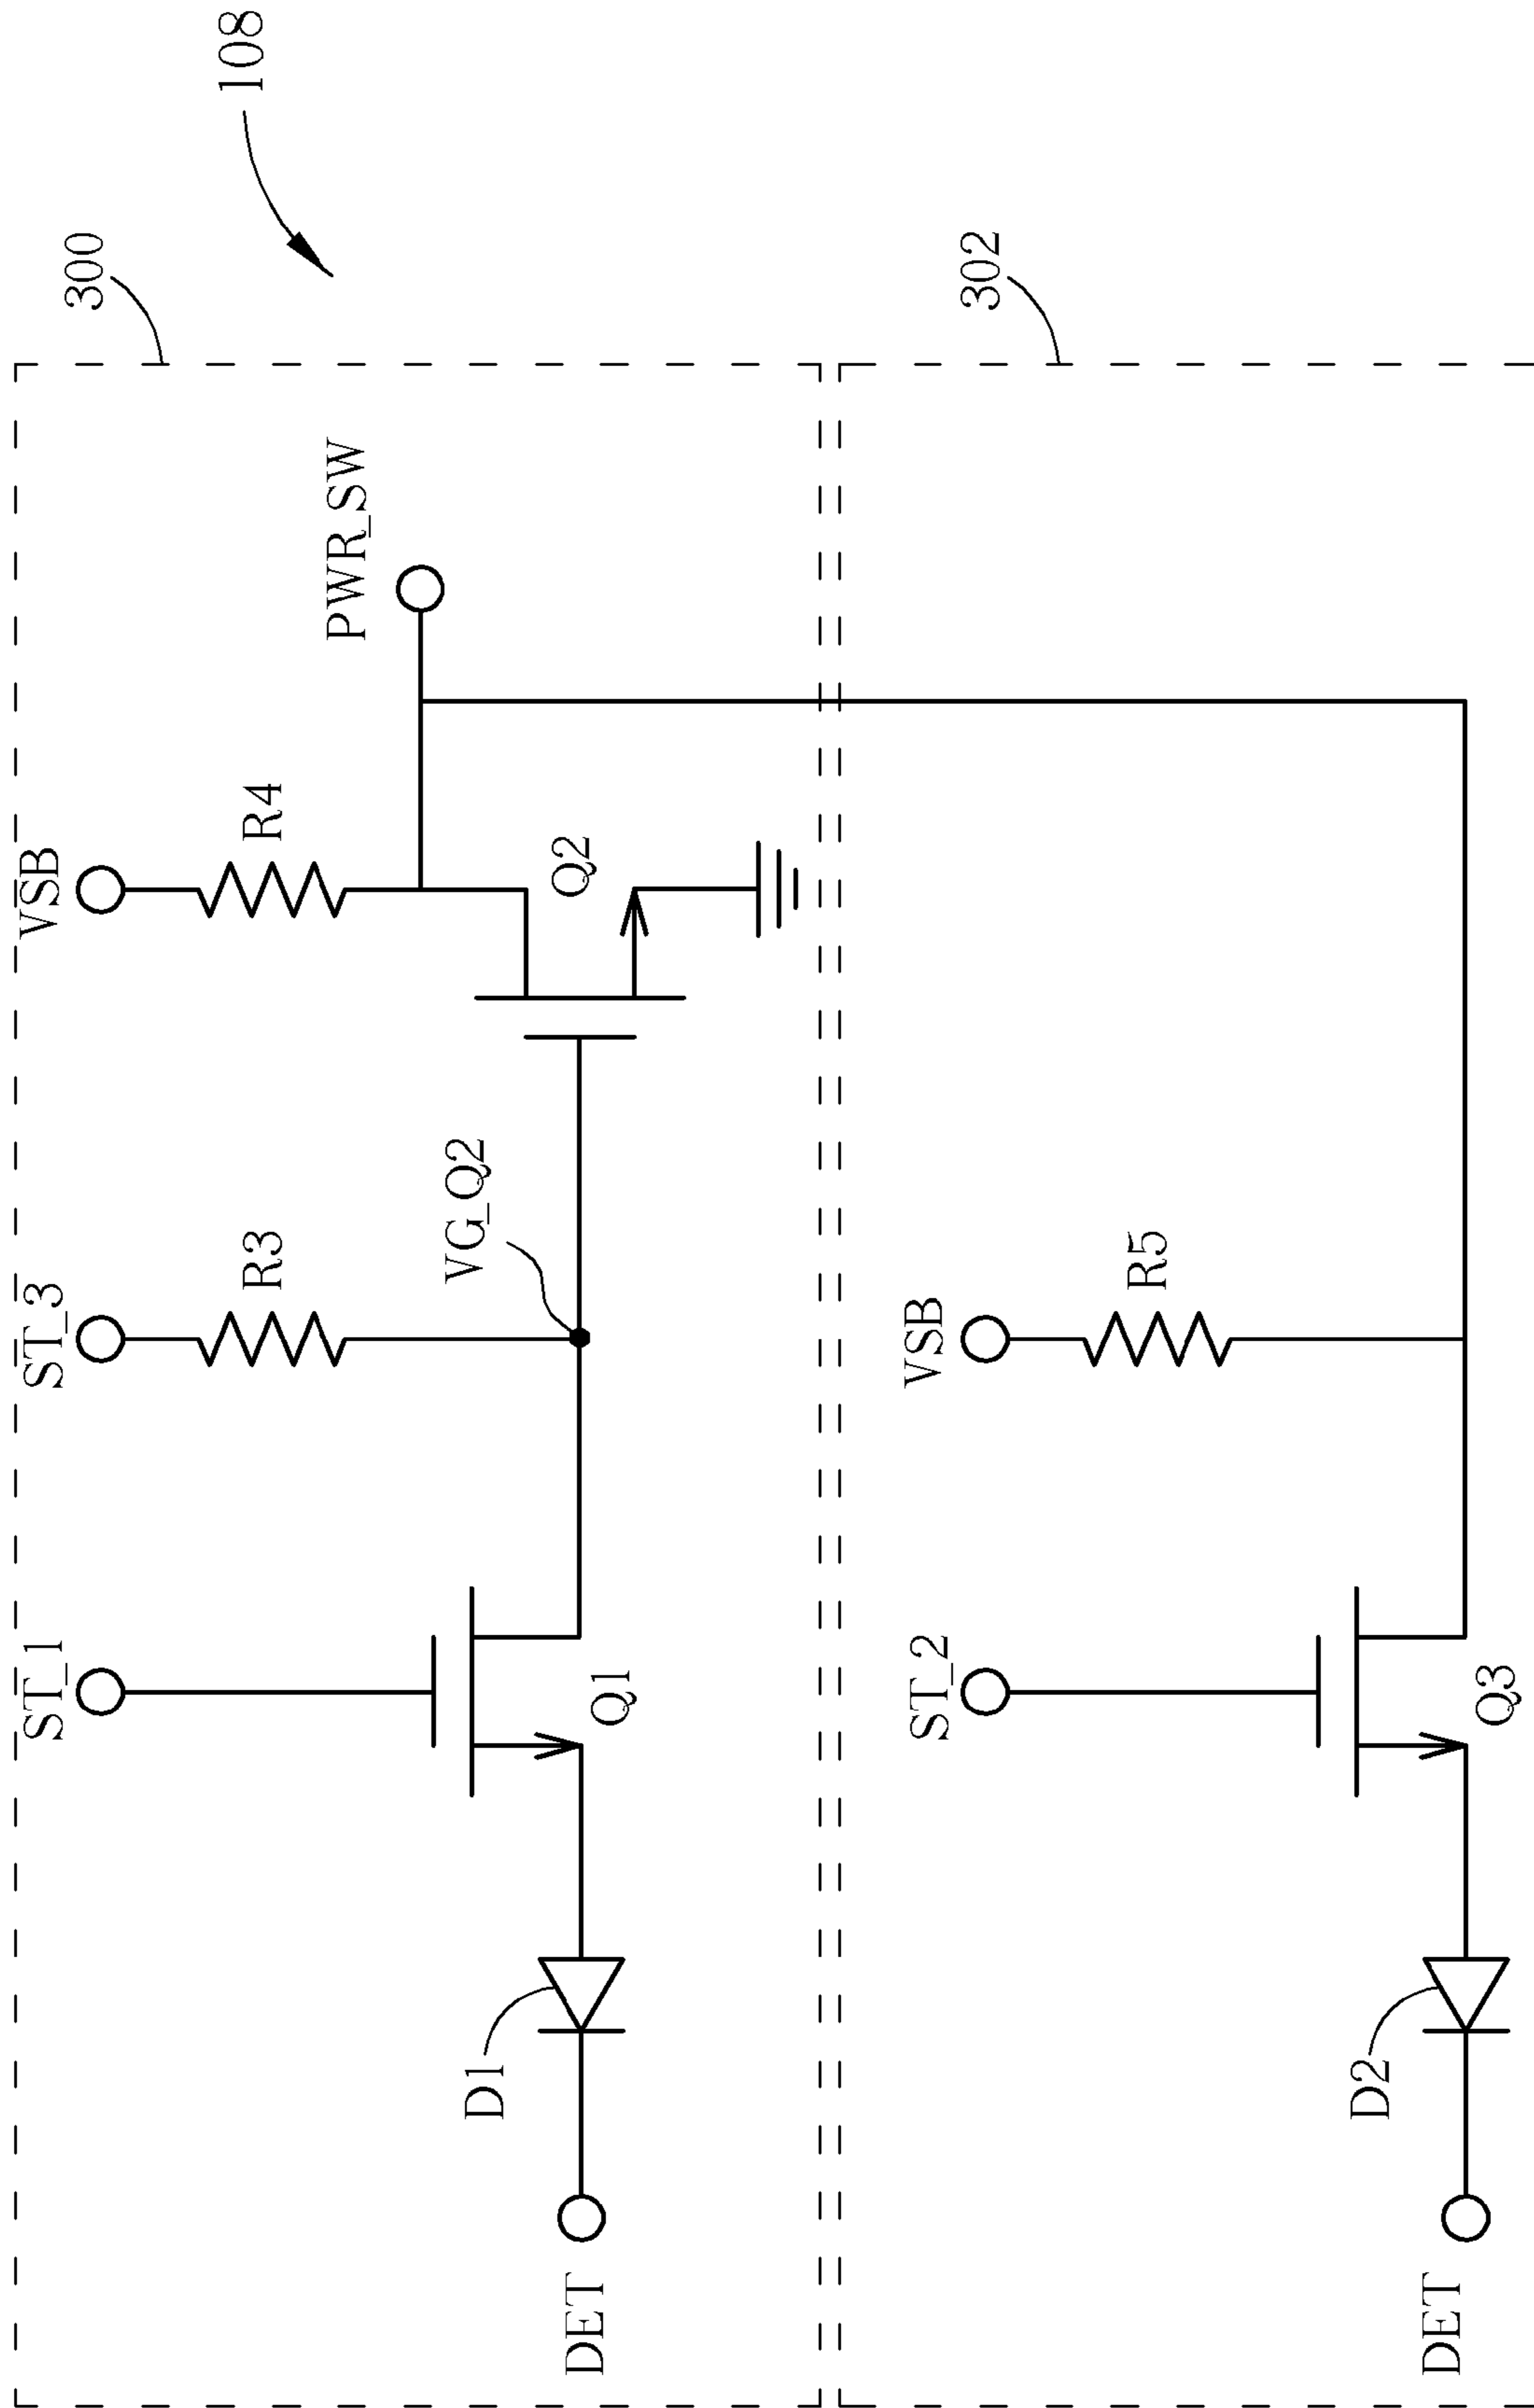 108
300
302
VSB
ST_3
ST_1
R4
R3
PWR_SW
VG_Q2
Q2
Q1
D1
DET
VSB
ST_2
R5
Q3
D2
DET